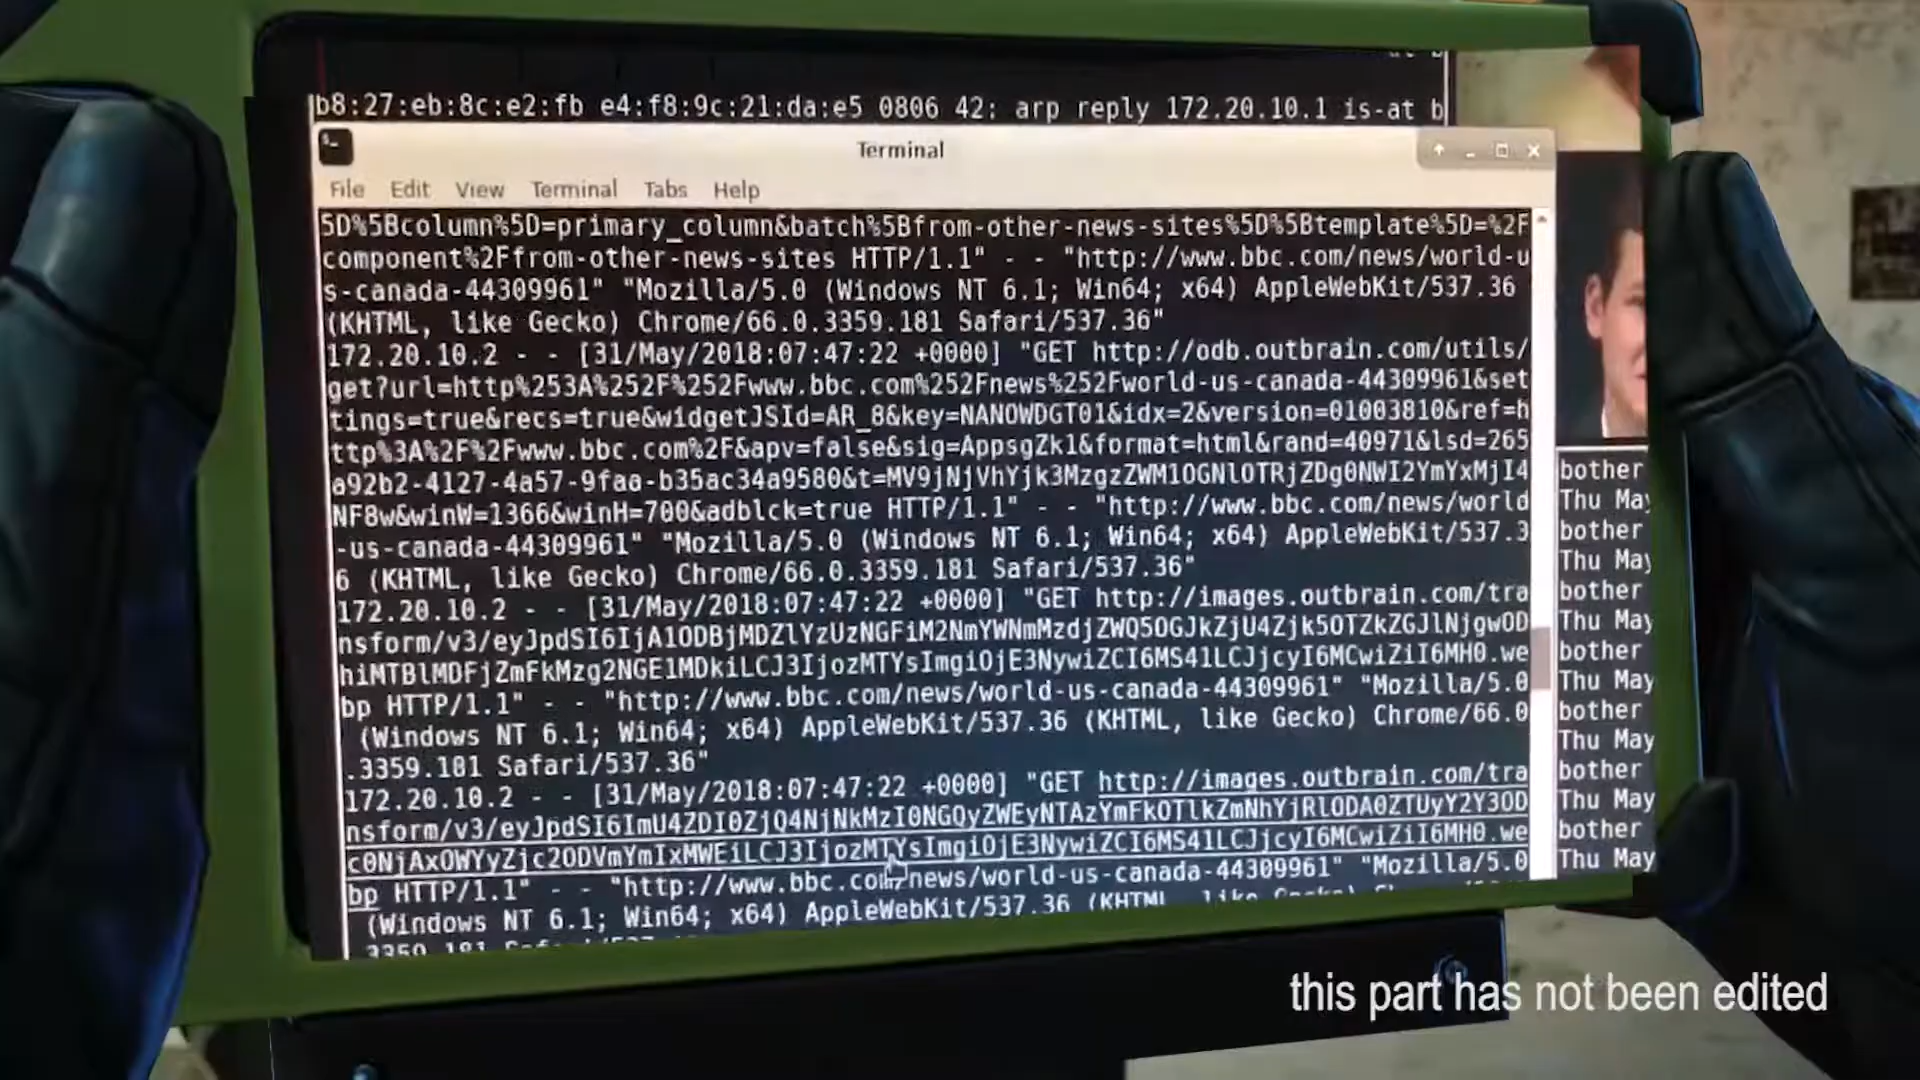 b8:27:eb:8c:e2:fb e4:f8:9c:21:da:e5 0806 42: arp reply 172.20.10.1 is-at b
Terminal
File Edit View Terminal Tabs Help
5D%5Bcolumn%5D=primary_column&batch%5Bfrom-other-news-sites%5D%5Btemplate%5D=%2F
component%2Ffrom-other-news-sites HTTP/1.1" - - "http://www.bbc.com/news/world-u
s-canada-44309961" "Mozilla/5.0 (Windows NT 6.1; Win64; x64) AppleWebKit/537.36
(KHTML, like Gecko) Chrome/66.0.3359.181 Safari/537.36"
172.20.10.2 - - [31/May/2018:07:47:22 +0000] "GET http://odb.outbrain.com/utils/
get?url=http%253A%252F%252Fwww.bbc.com%252Fnews%252Fworld-us-canada-44309961&set
tings=true&recs=true&widgetJSId=AR_8&key=NANOWDGT01&idx=2&version=01003810&ref=h
ttp%3A%2F%2Fwww.bbc.com%2F&apv=false&sig=AppsgZk1&format=html&rand=40971&lsd=265
a92b2-4127-4a57-9faa-b35ac34a9580&t=MV9jNjVhYjk3MzgzZWM1OGNlOTRjZDg0NWI2YmYxMjI4
NF8w&winW=1366&winH=700&adblck=true HTTP/1.1" - - "http://www.bbc.com/news/world
-us-canada-44309961" "Mozilla/5.0 (Windows NT 6.1; Win64; x64) AppleWebKit/537.3
6 (KHTML, like Gecko) Chrome/66.0.3359.181 Safari/537.36"
172.20.10.2 - - [31/May/2018:07:47:22 +0000] "GET http://images.outbrain.com/tra
nsform/v3/eyJpdSI6IjA1ODBjMDZlYzUzNGFiM2NmYWNmMzdjZWQ5OGJkZjU4Zjk5OTZkZGJlNjgwOD
hiMTBlMDFjZmFkMzg2NGE1MDkiLCJ3IjozMTYsImgiOjE3NywiZCI6MS41LCJjcyI6MCwiZiI6MH0.we
bp HTTP/1.1" - - "http://www.bbc.com/news/world-us-canada-44309961" "Mozilla/5.0
(Windows NT 6.1; Win64; x64) AppleWebKit/537.36 (KHTML, like Gecko) Chrome/66.0
.3359.181 Safari/537.36"
172.20.10.2 - - [31/May/2018:07:47:22 +0000] "GET http://images.outbrain.com/tra
nsform/v3/eyJpdSI6ImU4ZDI0ZjQ4NjNkMzI0NGQyZWEyNTAzYmFkOTlkZmNhYjRlODA0ZTUyY2Y3OD
c0NjAxOWYyZjc2ODVmYmIxMWEiLCJ3IjozMTYsImgiOjE3NywiZCI6MS41LCJjcyI6MCwiZiI6MH0.we
bp HTTP/1.1" - - "http://www.bbc.com/news/world-us-canada-44309961" "Mozilla/5.0
(Windows NT 6.1; Win64; x64) AppleWebKit/537.36 (KHTML, like
bother
Thu May
bother
Thu May
bother
Thu May
bother
Thu May
bother
Thu May
bother
Thu May
bother
Thu May
this part has not been edited